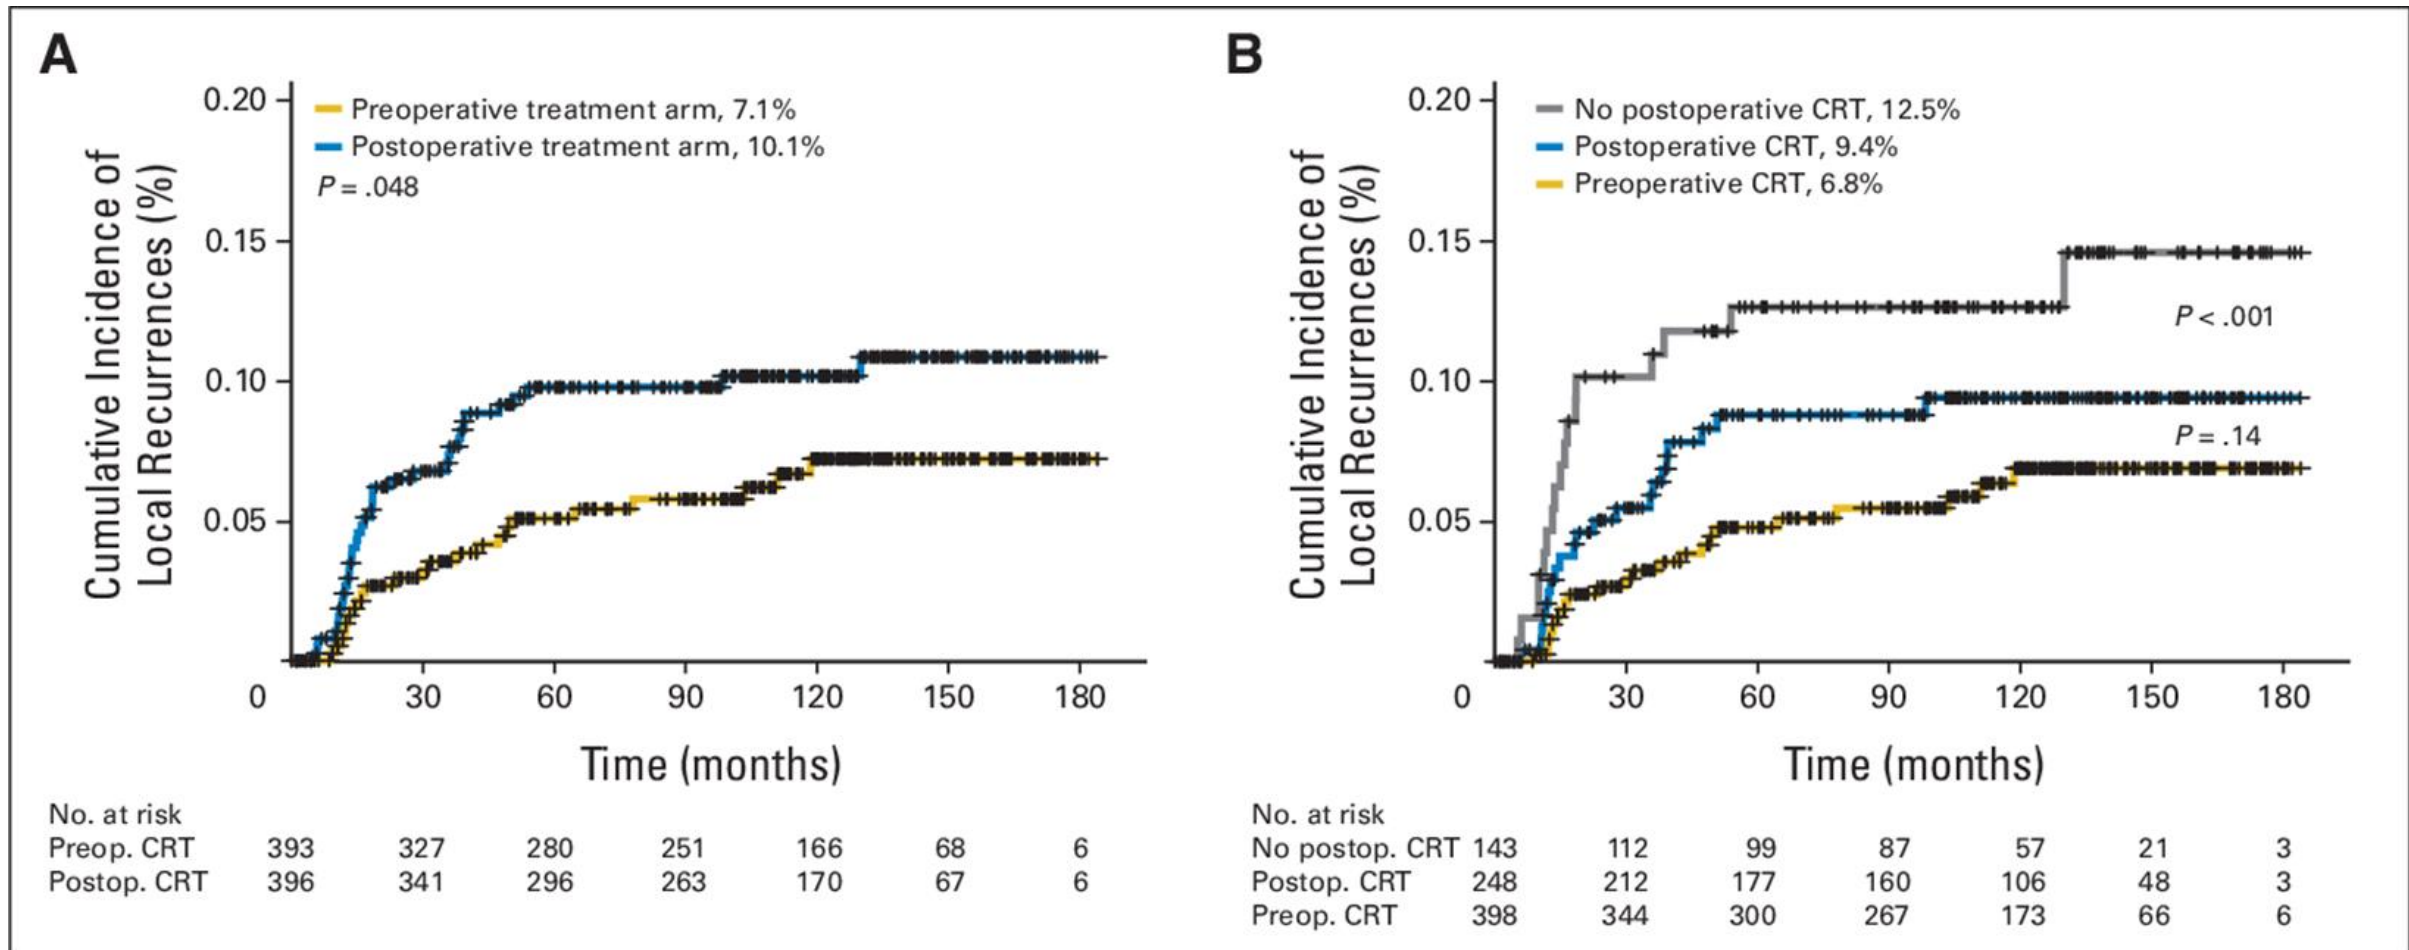 A
Cumulative Incidence of
Local Recurrences (%)
0.20
0.15
0.10
0.05
Preoperative treatment arm, 7.1%
Postoperative treatment arm, 10.1%
P = .048
0 30 60 90 120 150 180
Time (months)
No. at risk
Preop. CRT 393 327 280 251 166 68 6
Postop. CRT 396 341 296 263 170 67 6
B
Cumulative Incidence of
Local Recurrences (%)
0.20
0.15
0.10
0.05
No postoperative CRT, 12.5%
Postoperative CRT, 9.4%
Preoperative CRT, 6.8%
P < .001
P = .14
0 30 60 90 120 150 180
Time (months)
No. at risk
No postop. CRT 143 112 99 87 57 21 3
Postop. CRT 248 212 177 160 106 48 3
Preop. CRT 398 344 300 267 173 66 6